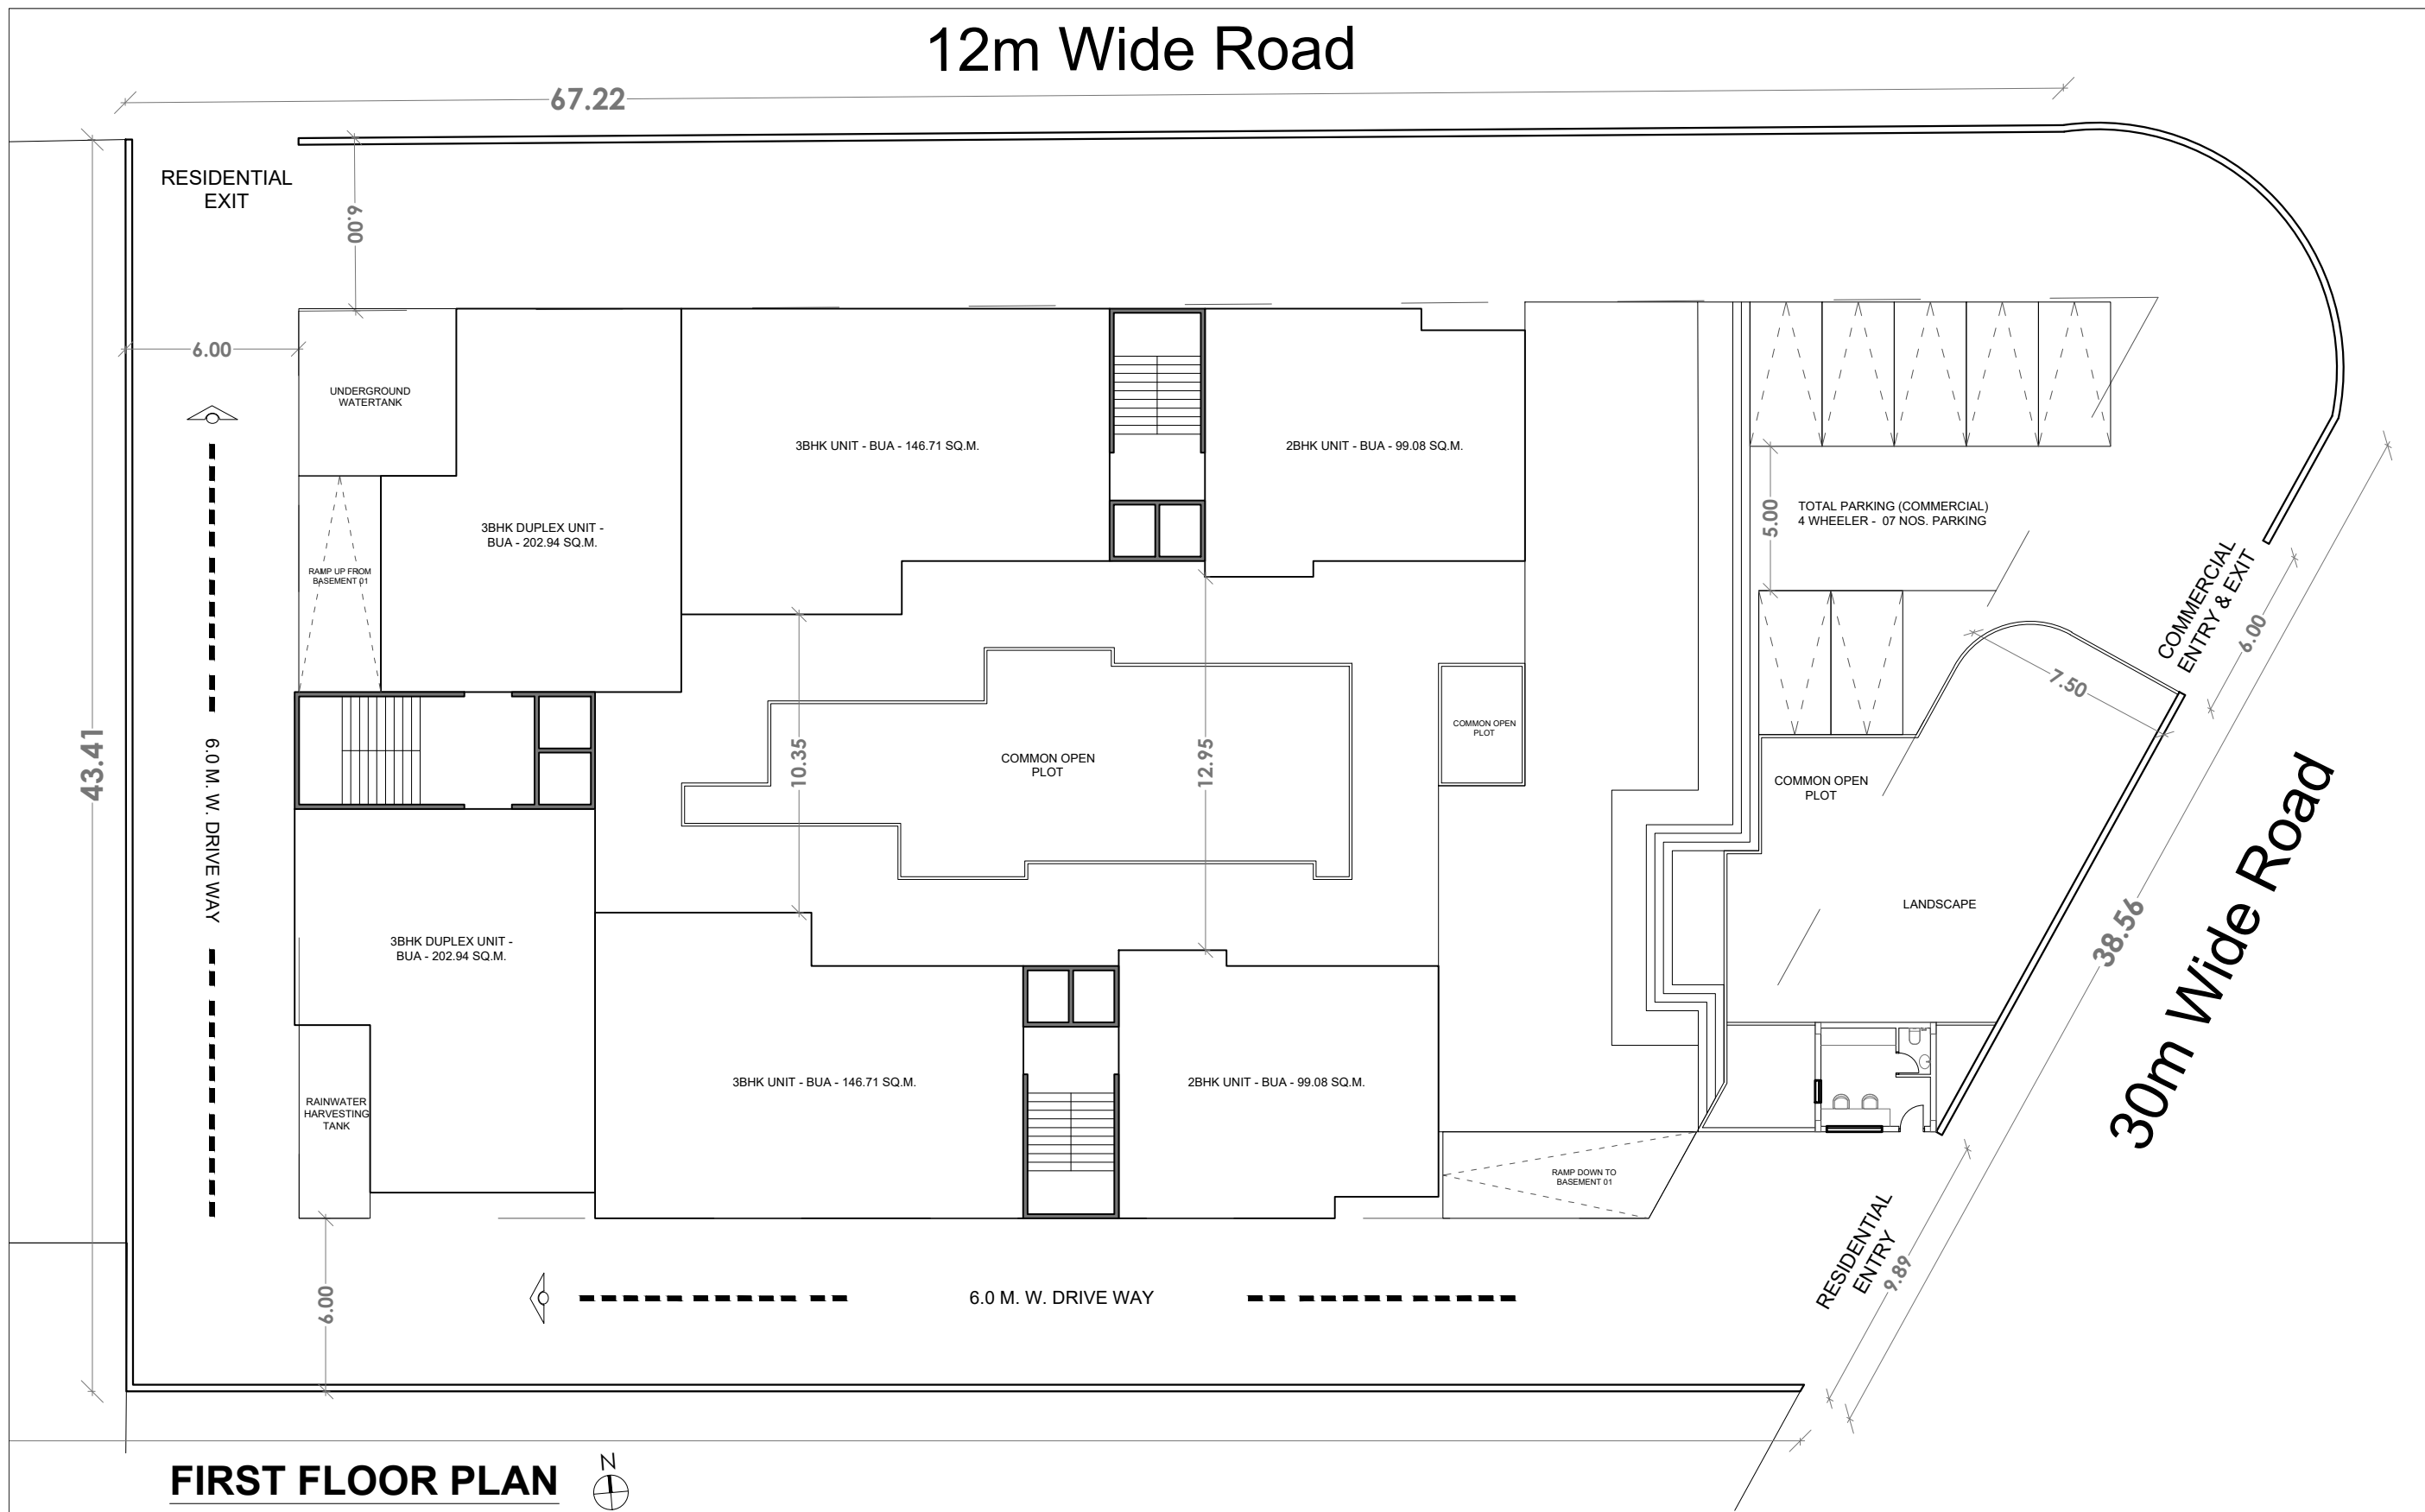 12m Wide Road
67.22
RESIDENTIAL
EXIT
6.00
6.00
UNDERGROUND
WATERTANK
3BHK UNIT - BUA - 146.71 SQ.M.
2BHK UNIT - BUA - 99.08 SQ.M.
3BHK DUPLEX UNIT -
BUA - 202.94 SQ.M.
5.00
TOTAL PARKING (COMMERCIAL)
4 WHEELER - 07 NOS. PARKING
RAMP UP FROM
BASEMENT 01
COMMERCIAL
ENTRY & EXIT
6.00
7.50
43.41
6.0 M. W. DRIVE WAY
10.35
COMMON OPEN
PLOT
12.95
COMMON OPEN
PLOT
COMMON OPEN
PLOT
LANDSCAPE
38.56
30m Wide Road
3BHK DUPLEX UNIT -
BUA - 202.94 SQ.M.
RAINWATER
HARVESTING
TANK
3BHK UNIT - BUA - 146.71 SQ.M.
2BHK UNIT - BUA - 99.08 SQ.M.
RAMP DOWN TO
BASEMENT 01
RESIDENTIAL
ENTRY
9.89
6.00
6.0 M. W. DRIVE WAY
FIRST FLOOR PLAN
N